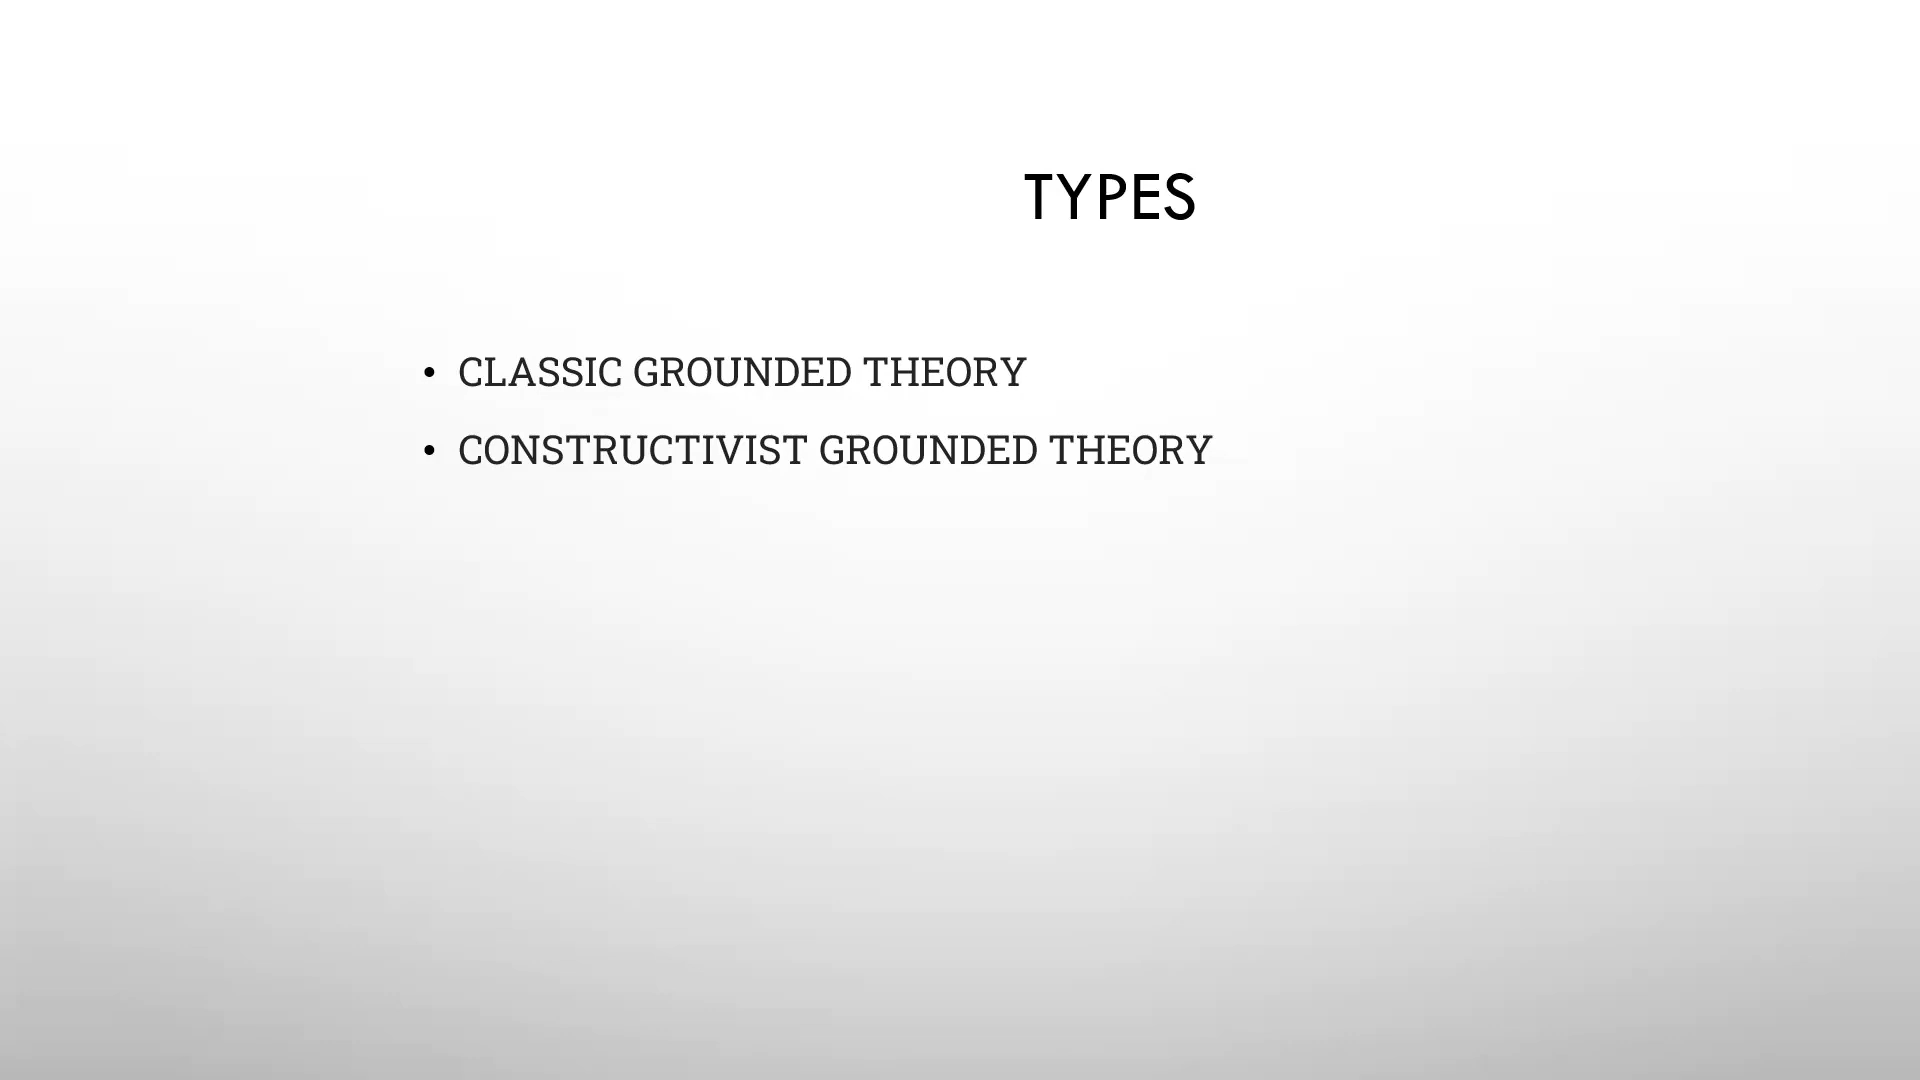 TYPES
• CLASSIC GROUNDED THEORY
• CONSTRUCTIVIST GROUNDED THEORY